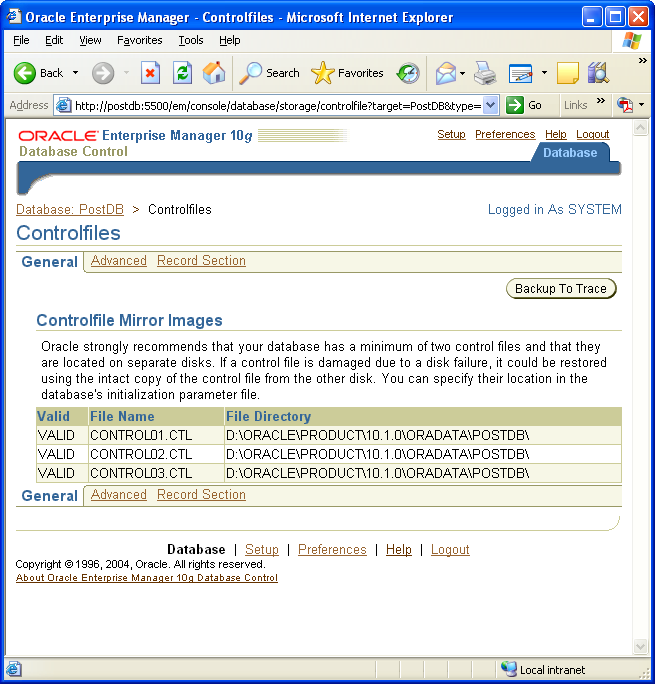 Oracle Enterprise Manager - Controlfiles - Microsoft Internet Explorer
File Edit View Favorites Tools Help
Back Search Favorites
Address http://postdb:5500/em/console/database/storage/controlfile?target=PostDB&type= Go Links
ORACLE Enterprise Manager 10g
Database Control
Setup Preferences Help Logout
Database
Database: PostDB > Controlfiles Logged in As SYSTEM
Controlfiles
General Advanced Record Section
Backup To Trace
Controlfile Mirror Images
Oracle strongly recommends that your database has a minimum of two control files and that they
are located on separate disks. If a control file is damaged due to a disk failure, it could be restored
using the intact copy of the control file from the other disk. You can specify their location in the
database's initialization parameter file.
Valid File Name File Directory
VALID CONTROL01.CTL D:\ORACLE\PRODUCT\10.1.0\ORADATA\POSTDB\
VALID CONTROL02.CTL D:\ORACLE\PRODUCT\10.1.0\ORADATA\POSTDB\
VALID CONTROL03.CTL D:\ORACLE\PRODUCT\10.1.0\ORADATA\POSTDB\
General Advanced Record Section
Database | Setup | Preferences | Help | Logout
Copyright © 1996, 2004, Oracle. All rights reserved.
About Oracle Enterprise Manager 10g Database Control
Local intranet